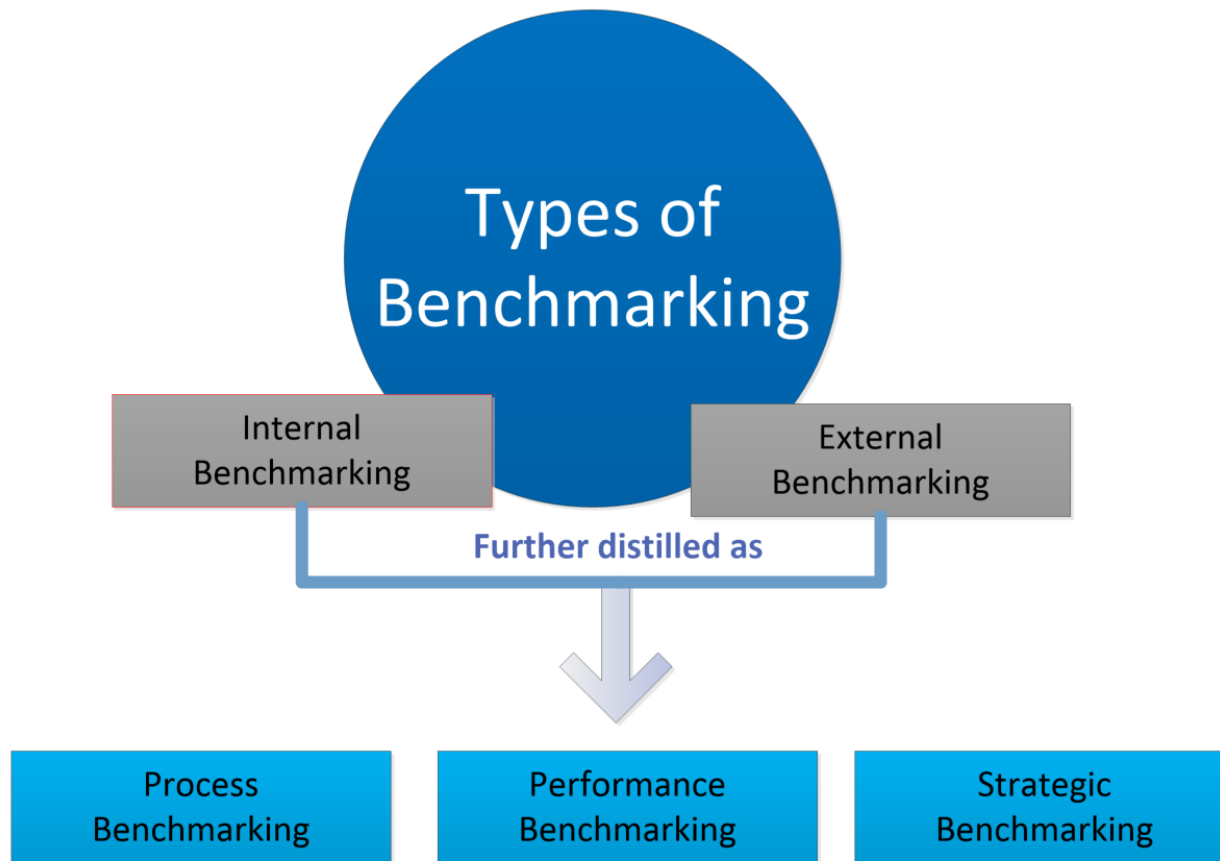 Types of
Benchmarking
Internal
Benchmarking
External
Benchmarking
Further distilled as
Process
Benchmarking
Performance
Benchmarking
Strategic
Benchmarking